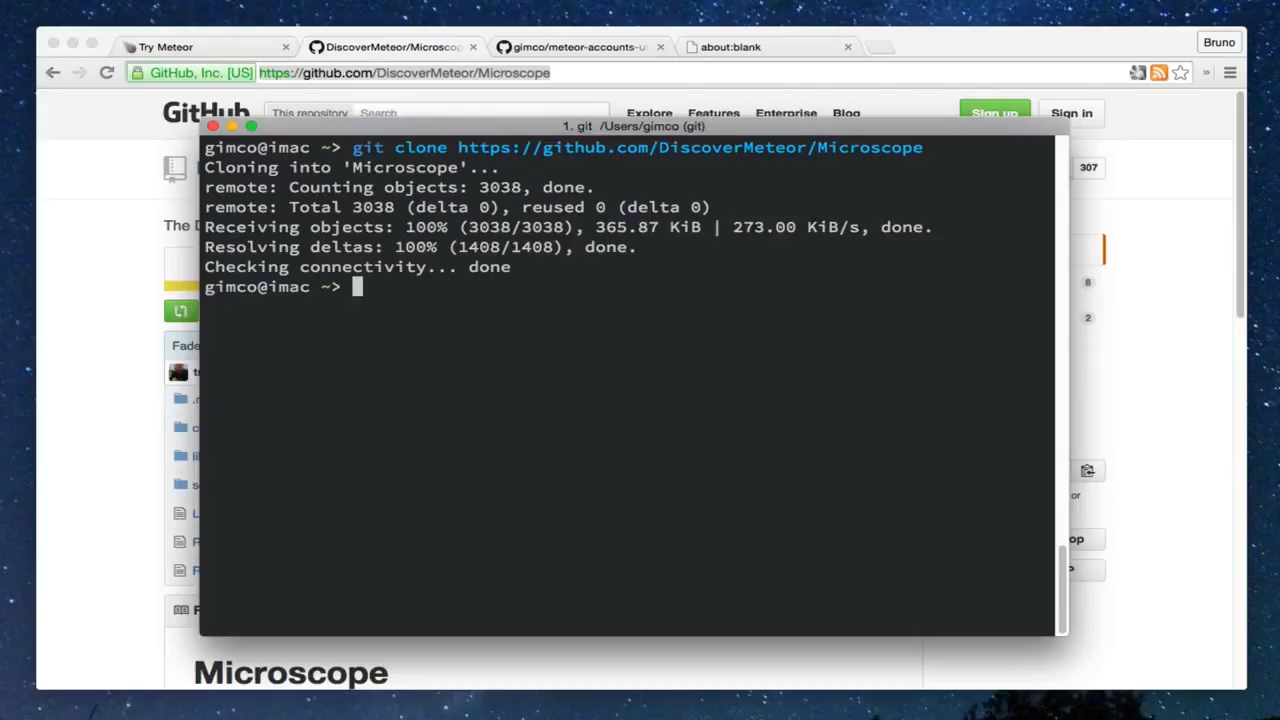 Try Meteor
DiscoverMeteor/Microsco
gimco/meteor-accounts-u
about:blank
Bruno
GitHub, Inc. [US] https://github.com/DiscoverMeteor/Microscope
GitHub This repository Search Explore Features Enterprise Blog Sign up Sign in
1. git /Users/gimco (git)
gimco@imac ~> git clone https://github.com/DiscoverMeteor/Microscope
Cloning into 'Microscope'...
remote: Counting objects: 3038, done.
remote: Total 3038 (delta 0), reused 0 (delta 0)
Receiving objects: 100% (3038/3038), 365.87 KiB | 273.00 KiB/s, done.
Resolving deltas: 100% (1408/1408), done.
Checking connectivity... done
gimco@imac ~>
307
The D
8
2
Fade
or
op
Microscope